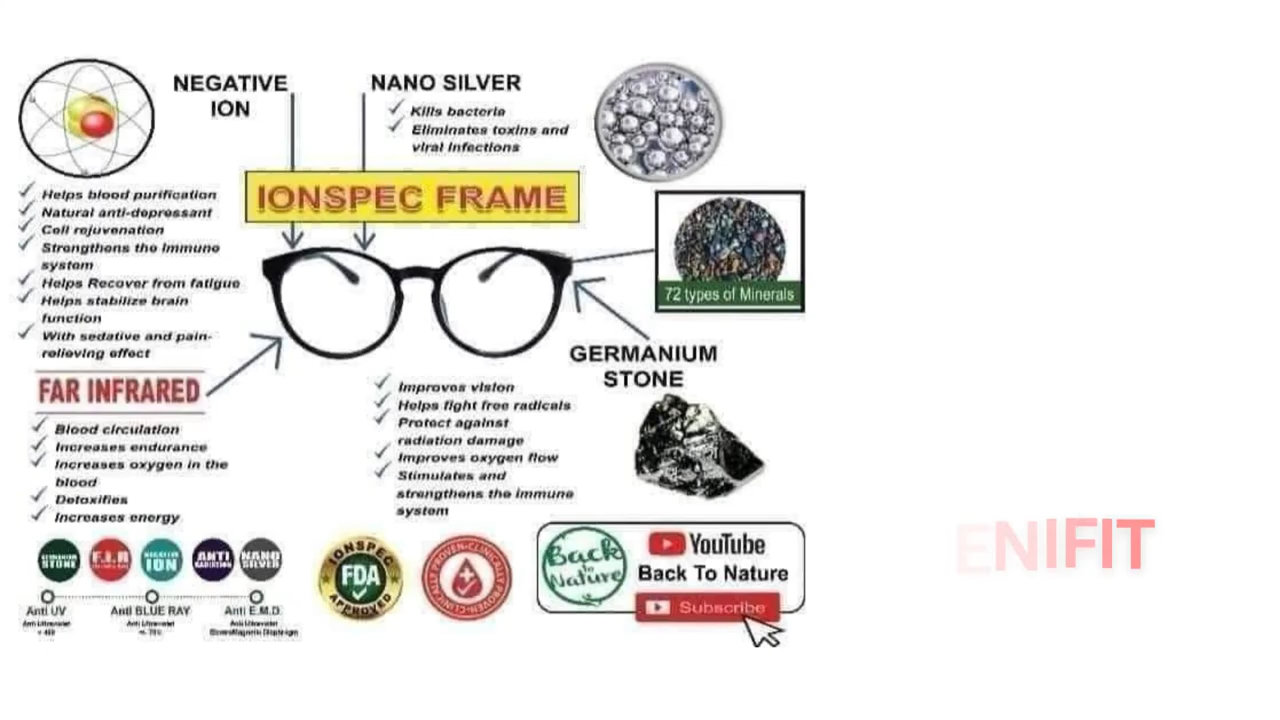 NEGATIVE
ION
NANO SILVER
Kills bacteria
Eliminates toxins and
viral infections
IONSPEC FRAME
Helps blood purification
Natural anti-depressant
Cell rejuvenation
Strengthens the immune
system
Helps Recover from fatigue
Helps stabilize brain
function
With sedative and pain-
relieving effect
72 types of Minerals
GERMANIUM
STONE
FAR INFRARED
Blood circulation
Increases endurance
Increases oxygen in the
blood
Detoxifies
Increases energy
Improves vision
Helps fight free radicals
Protect against
radiation damage
Improves oxygen flow
Stimulates and
strengthens the immune
system
GERMANIUM
STONE
F.I.R
NEGATIVE
ION
ANTI
RADIATION
NANO
SILVER
Anti UV
Anti BLUE RAY
Anti E.M.D.
IONSPEC
FDA
APPROVED
CLINICALLY PROVEN
Back
to
Nature
YouTube
Back To Nature
Subscribe
ENIFIT